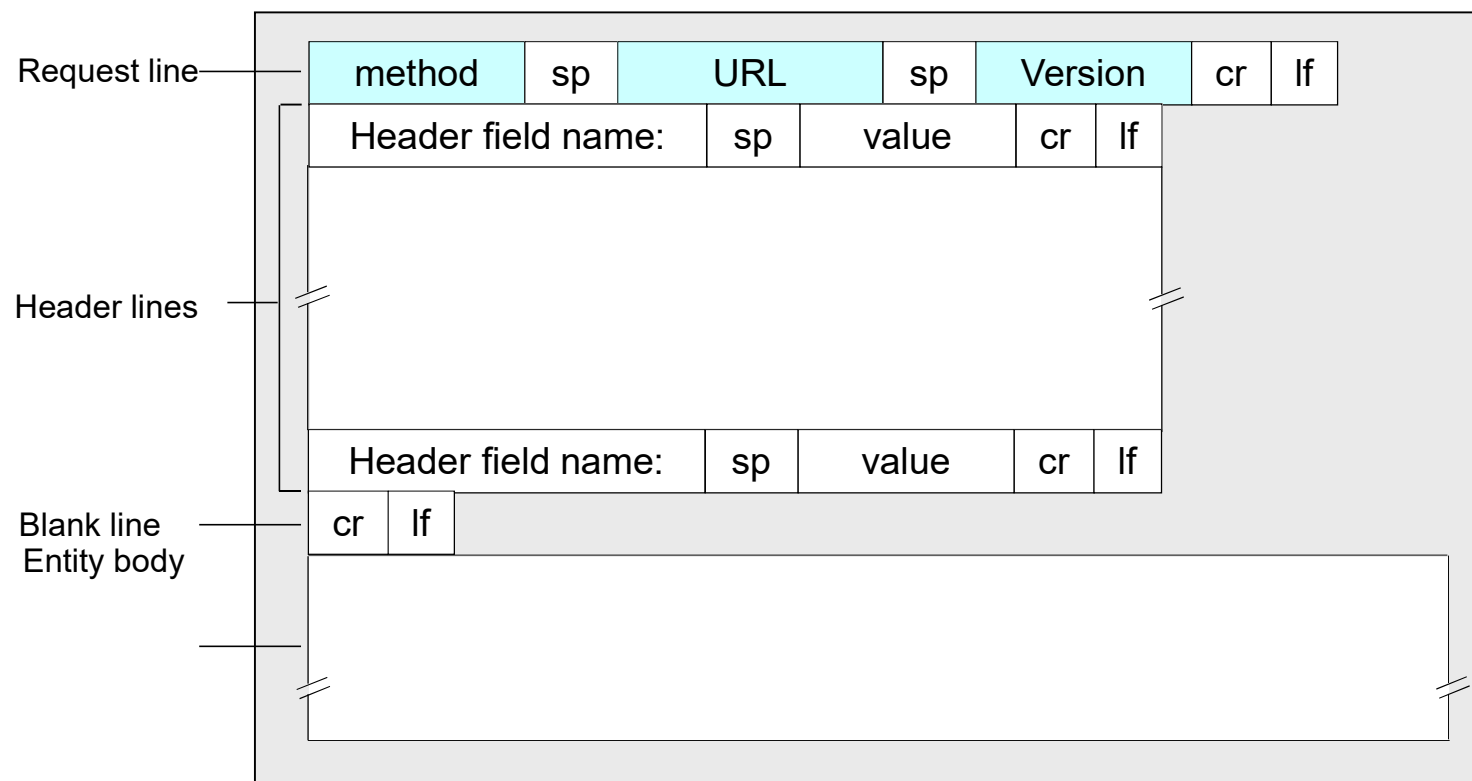 Request line method sp URL sp Version cr lf
Header field name: sp value cr lf
Header lines
Header field name: sp value cr lf
Blank line cr lf
Entity body